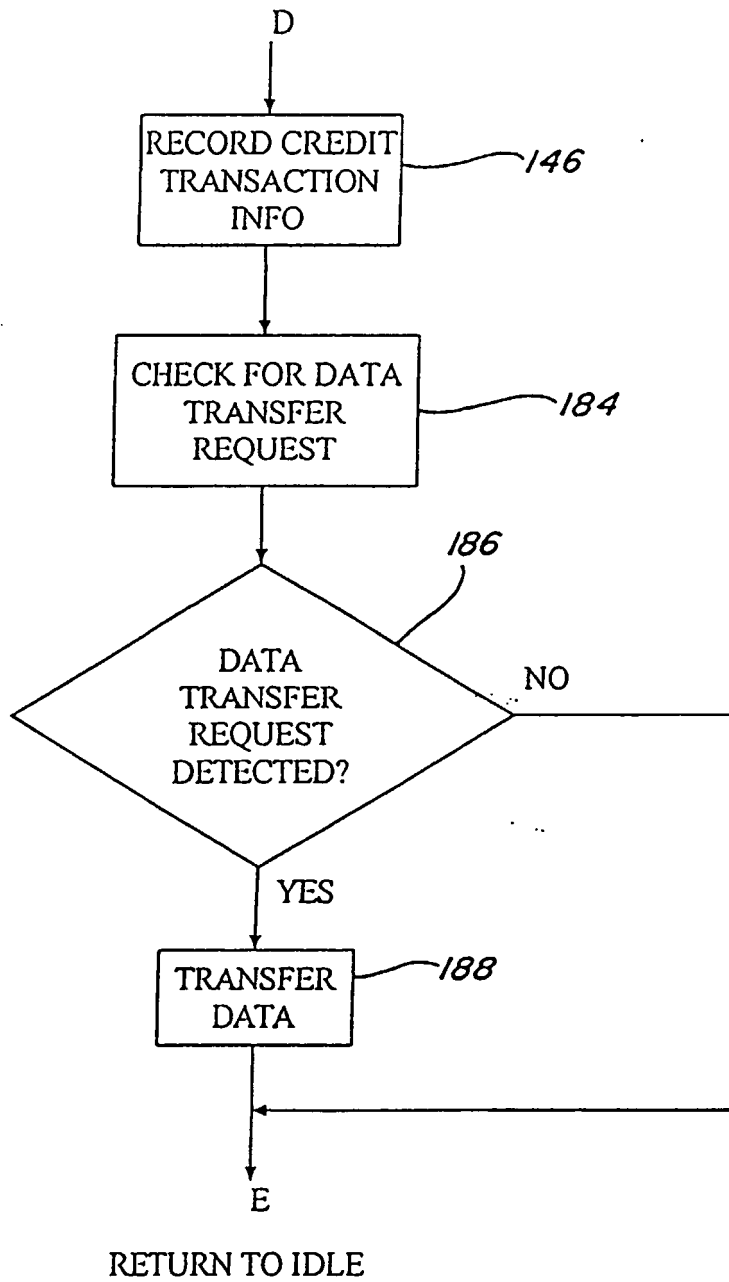 D
RECORD CREDIT
TRANSACTION
INFO
146
CHECK FOR DATA
TRANSFER
REQUEST
184
186
DATA
TRANSFER
REQUEST
DETECTED?
NO
YES
TRANSFER
DATA
188
E
RETURN TO IDLE